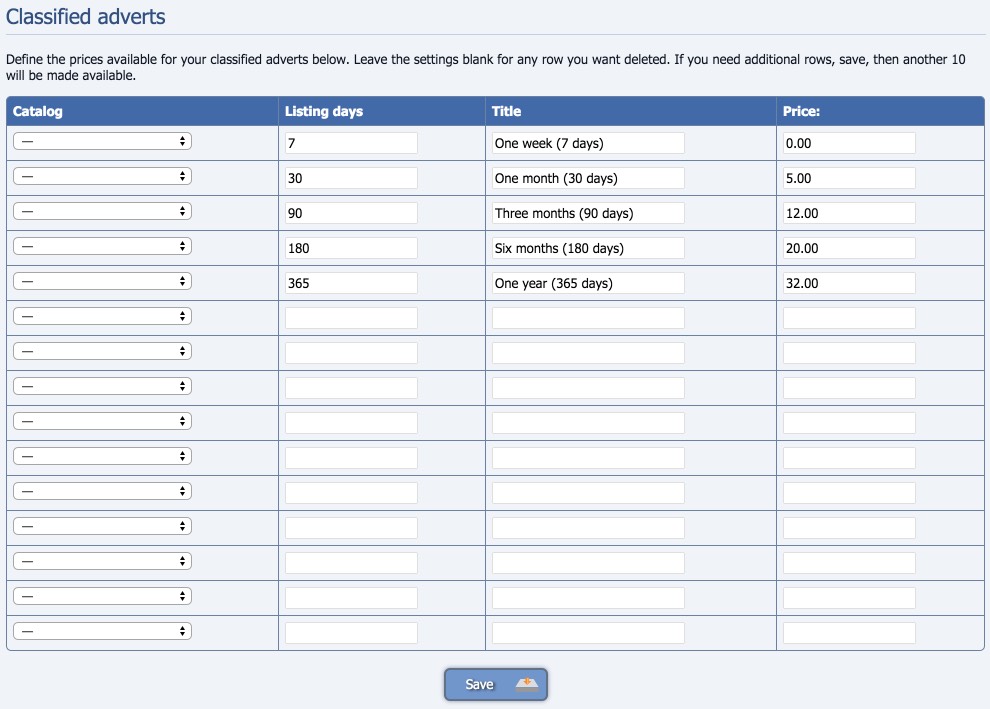 Classified adverts
Define the prices available for your classified adverts below. Leave the settings blank for any row you want deleted. If you need additional rows, save, then another 10
will be made available.
Catalog Listing days Title Price:
— 7 One week (7 days) 0.00
— 30 One month (30 days) 5.00
— 90 Three months (90 days) 12.00
— 180 Six months (180 days) 20.00
— 365 One year (365 days) 32.00
—
—
—
—
—
—
—
—
—
—
Save